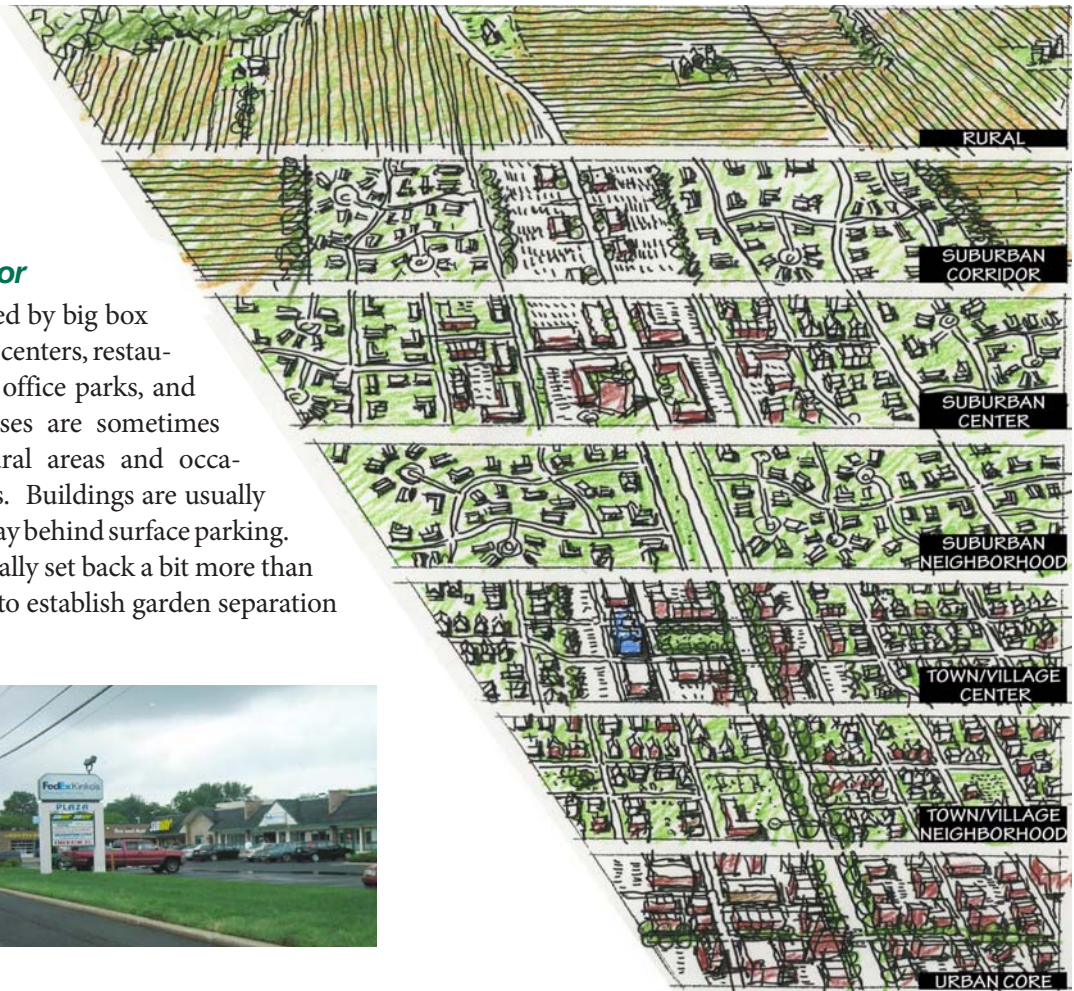 or
ed by big box
centers, restau-
office parks, and
ses are sometimes
ural areas and occa-
s. Buildings are usually
ay behind surface parking.
ally set back a bit more than
to establish garden separation
FedEx Kinko's
PLAZA
SUBWAY
RURAL
SUBURBAN
CORRIDOR
SUBURBAN
CENTER
SUBURBAN
NEIGHBORHOOD
TOWN/VILLAGE
CENTER
TOWN/VILLAGE
NEIGHBORHOOD
URBAN CORE